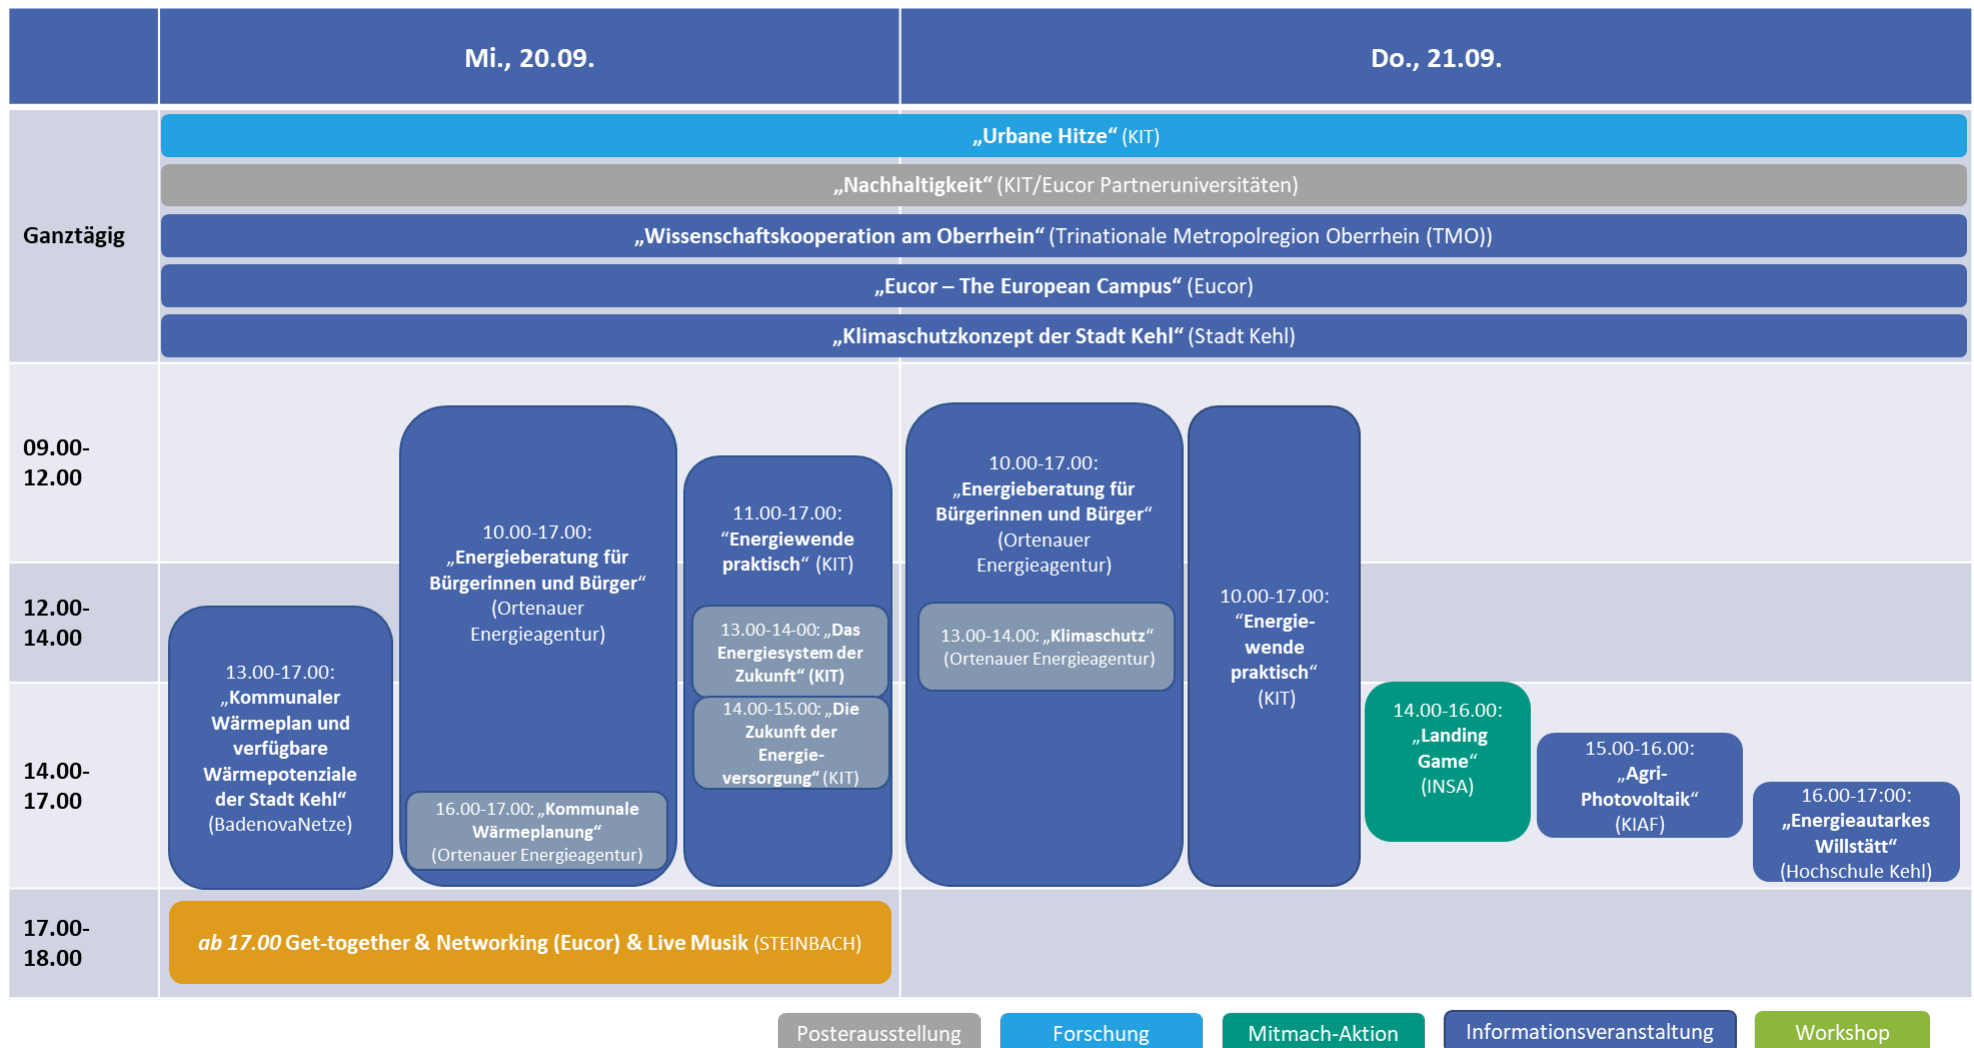 Mi., 20.09.
Do., 21.09.
Ganztägig
„Urbane Hitze“ (KIT)
„Nachhaltigkeit“ (KIT/Eucor Partneruniversitäten)
„Wissenschaftskooperation am Oberrhein“ (Trinationale Metropolregion Oberrhein (TMO))
„Eucor – The European Campus“ (Eucor)
„Klimaschutzkonzept der Stadt Kehl“ (Stadt Kehl)
09.00-
12.00
12.00-
14.00
14.00-
17.00
17.00-
18.00
13.00-17.00:
„Kommunaler
Wärmeplan und
verfügbare
Wärmepotenziale
der Stadt Kehl“
(BadenovaNetze)
10.00-17.00:
„Energieberatung für
Bürgerinnen und Bürger“
(Ortenauer
Energieagentur)
16.00-17.00: „Kommunale
Wärmeplanung“
(Ortenauer Energieagentur)
11.00-17.00:
“Energiewende
praktisch“ (KIT)
13.00-14-00: „Das
Energiesystem der
Zukunft“ (KIT)
14.00-15.00: „Die
Zukunft der
Energie-
versorgung“ (KIT)
10.00-17.00:
„Energieberatung für
Bürgerinnen und Bürger“
(Ortenauer
Energieagentur)
13.00-14.00: „Klimaschutz“
(Ortenauer Energieagentur)
10.00-17.00:
“Energie-
wende
praktisch“
(KIT)
14.00-16.00:
„Landing
Game“
(INSA)
15.00-16.00:
„Agri-
Photovoltaik“
(KIAF)
16.00-17:00:
„Energieautarkes
Willstätt“
(Hochschule Kehl)
ab 17.00 Get-together & Networking (Eucor) & Live Musik (STEINBACH)
Posterausstellung
Forschung
Mitmach-Aktion
Informationsveranstaltung
Workshop